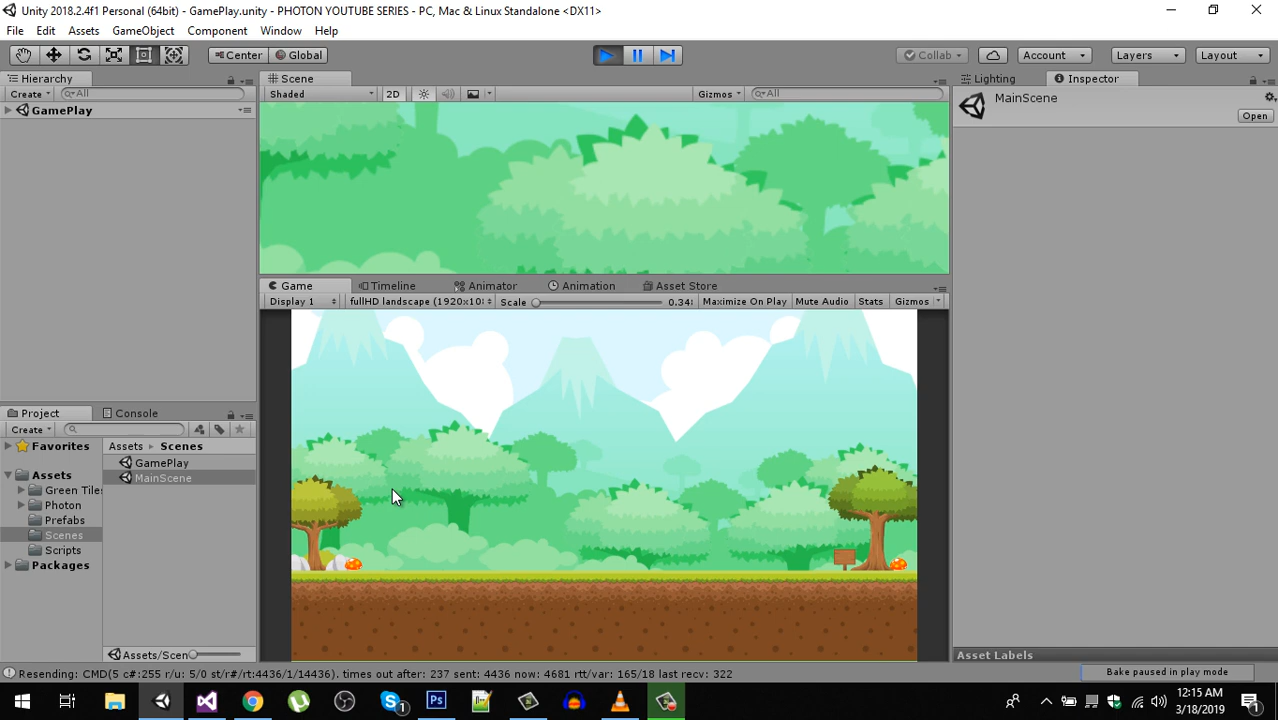 Unity 2018.2.4f1 Personal (64bit) - GamePlay.unity - PHOTON YOUTUBE SERIES - PC, Mac & Linux Standalone <DX11>
File Edit Assets GameObject Component Window Help
Center Global Collab Account Layers Layout
Hierarchy Scene Lighting Inspector
Create All Shaded 2D Gizmos All MainScene
GamePlay Open
Game Timeline Animator Animation Asset Store
Display 1 fullHD landscape (1920x10 Scale 0.34 Maximize On Play Mute Audio Stats Gizmos
Project Console
Create
Favorites Assets Scenes
GamePlay
Assets MainScene
Green Tiles
Photon
Prefabs
Scenes
Scripts
Packages
Assets/Scen Asset Labels
Resending: CMD(5 c#:255 r/u: 5/0 st/r#/rt:4436/1/14436). times out after: 237 sent: 4436 now: 4681 rtt/var: 165/18 last recv: 322 Bake paused in play mode
12:15 AM
3/18/2019